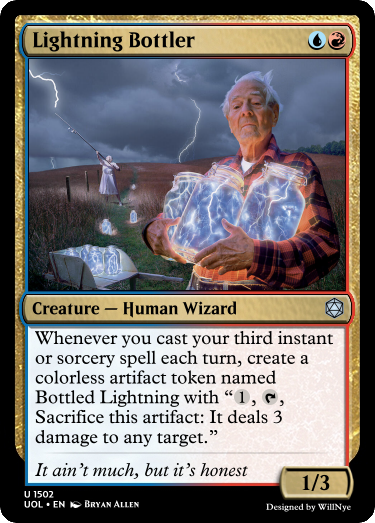 Lightning Bottler
Creature — Human Wizard
Whenever you cast your third instant
or sorcery spell each turn, create a
colorless artifact token named
Bottled Lightning with “1, T,
Sacrifice this artifact: It deals 3
damage to any target.”
It ain't much, but it's honest
1/3
U 1502
UOL • EN Bryan Allen
Designed by WillNye